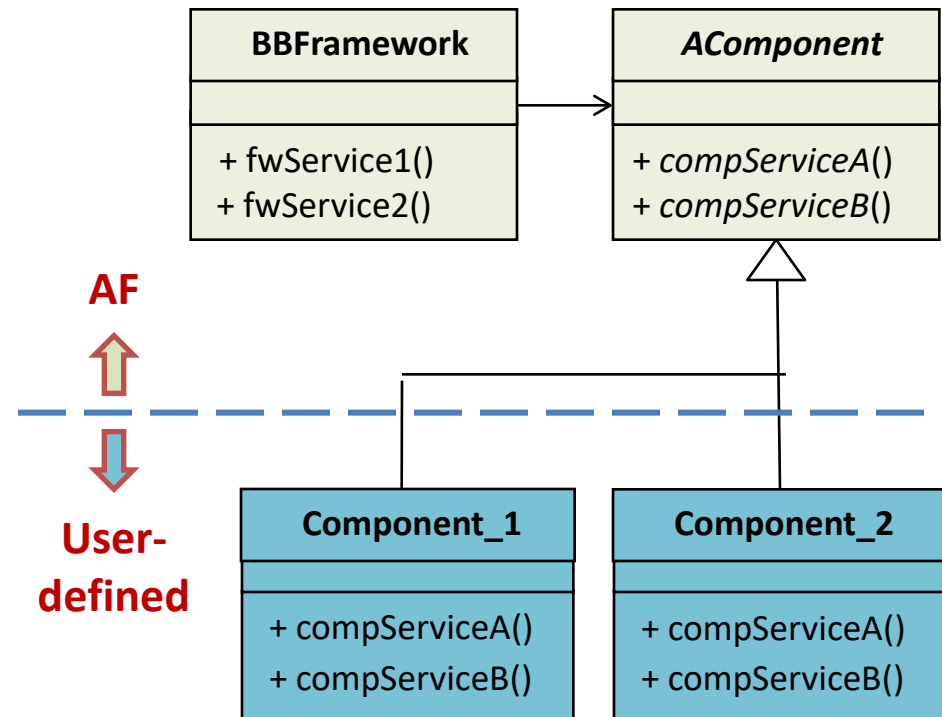 BBFramework
+ fwService1()
+ fwService2()
AComponent
+ compServiceA()
+ compServiceB()
AF
User-
defined
Component_1
+ compServiceA()
+ compServiceB()
Component_2
+ compServiceA()
+ compServiceB()